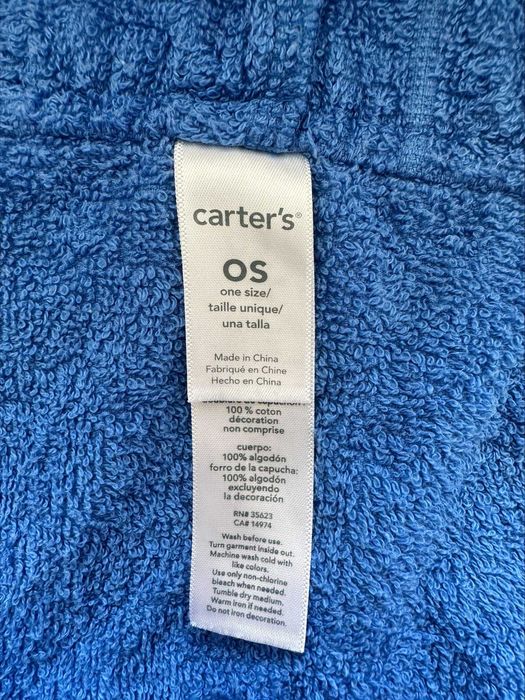 carter's®
OS
one size/
taille unique/
una talla
Made in China
Fabriqué en Chine
Hecho en China
100 % coton
décoration
non comprise
cuerpo:
100% algodón
forro de la capucha:
100% algodón
excluyendo
la decoración
RN# 35623
CA# 14974
Wash before use.
Turn garment inside out.
Machine wash cold with
like colors.
Use only non-chlorine
bleach when needed.
Tumble dry medium.
Warm iron if needed.
Do not iron decoration.